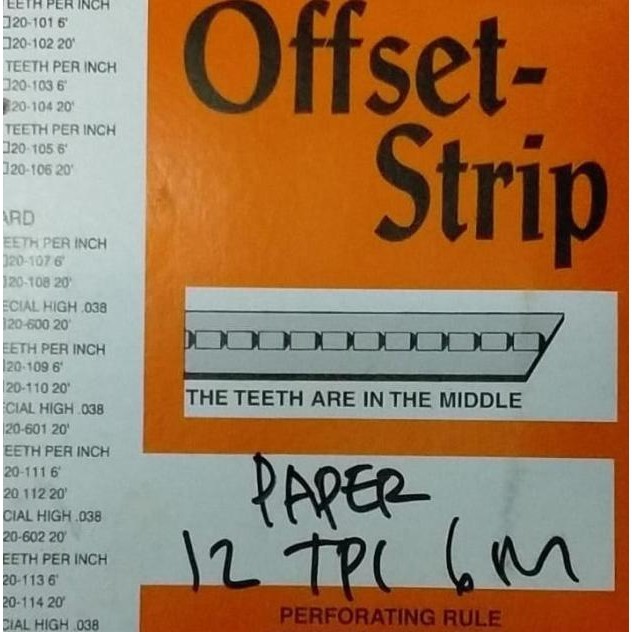 EETH PER INCH
20-101 6'
20-102 20'
TEETH PER INCH
20-103 6'
20-104 20'
TEETH PER INCH
20-105 6'
20-106 20'
ARD
EETH PER INCH
20-107 6'
20-108 20'
ECIAL HIGH .038
20-600 20'
EETH PER INCH
20-109 6'
20-110 20'
ECIAL HIGH .038
20-601 20'
EETH PER INCH
20-111 6'
20 112 20'
CIAL HIGH .038
20-602 20'
EETH PER INCH
20-113 6'
20-114 20'
CIAL HIGH .038
Offset-
Strip
THE TEETH ARE IN THE MIDDLE
PAPER
12 TPI 6M
PERFORATING RULE